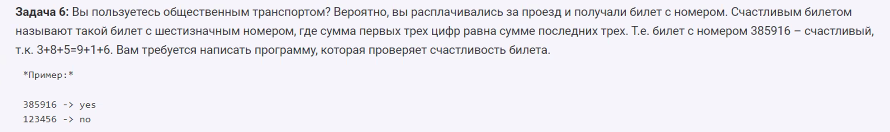 Задача 6: Вы пользуетесь общественным транспортом? Вероятно, вы расплачивались за проезд и получали билет с номером. Счастливым билетом
называют такой билет с шестизначным номером, где сумма первых трех цифр равна сумме последних трех. Т.е. билет с номером 385916 – счастливый,
т.к. 3+8+5=9+1+6. Вам требуется написать программу, которая проверяет счастливость билета.
*Пример:*
385916 -> yes
123456 -> no